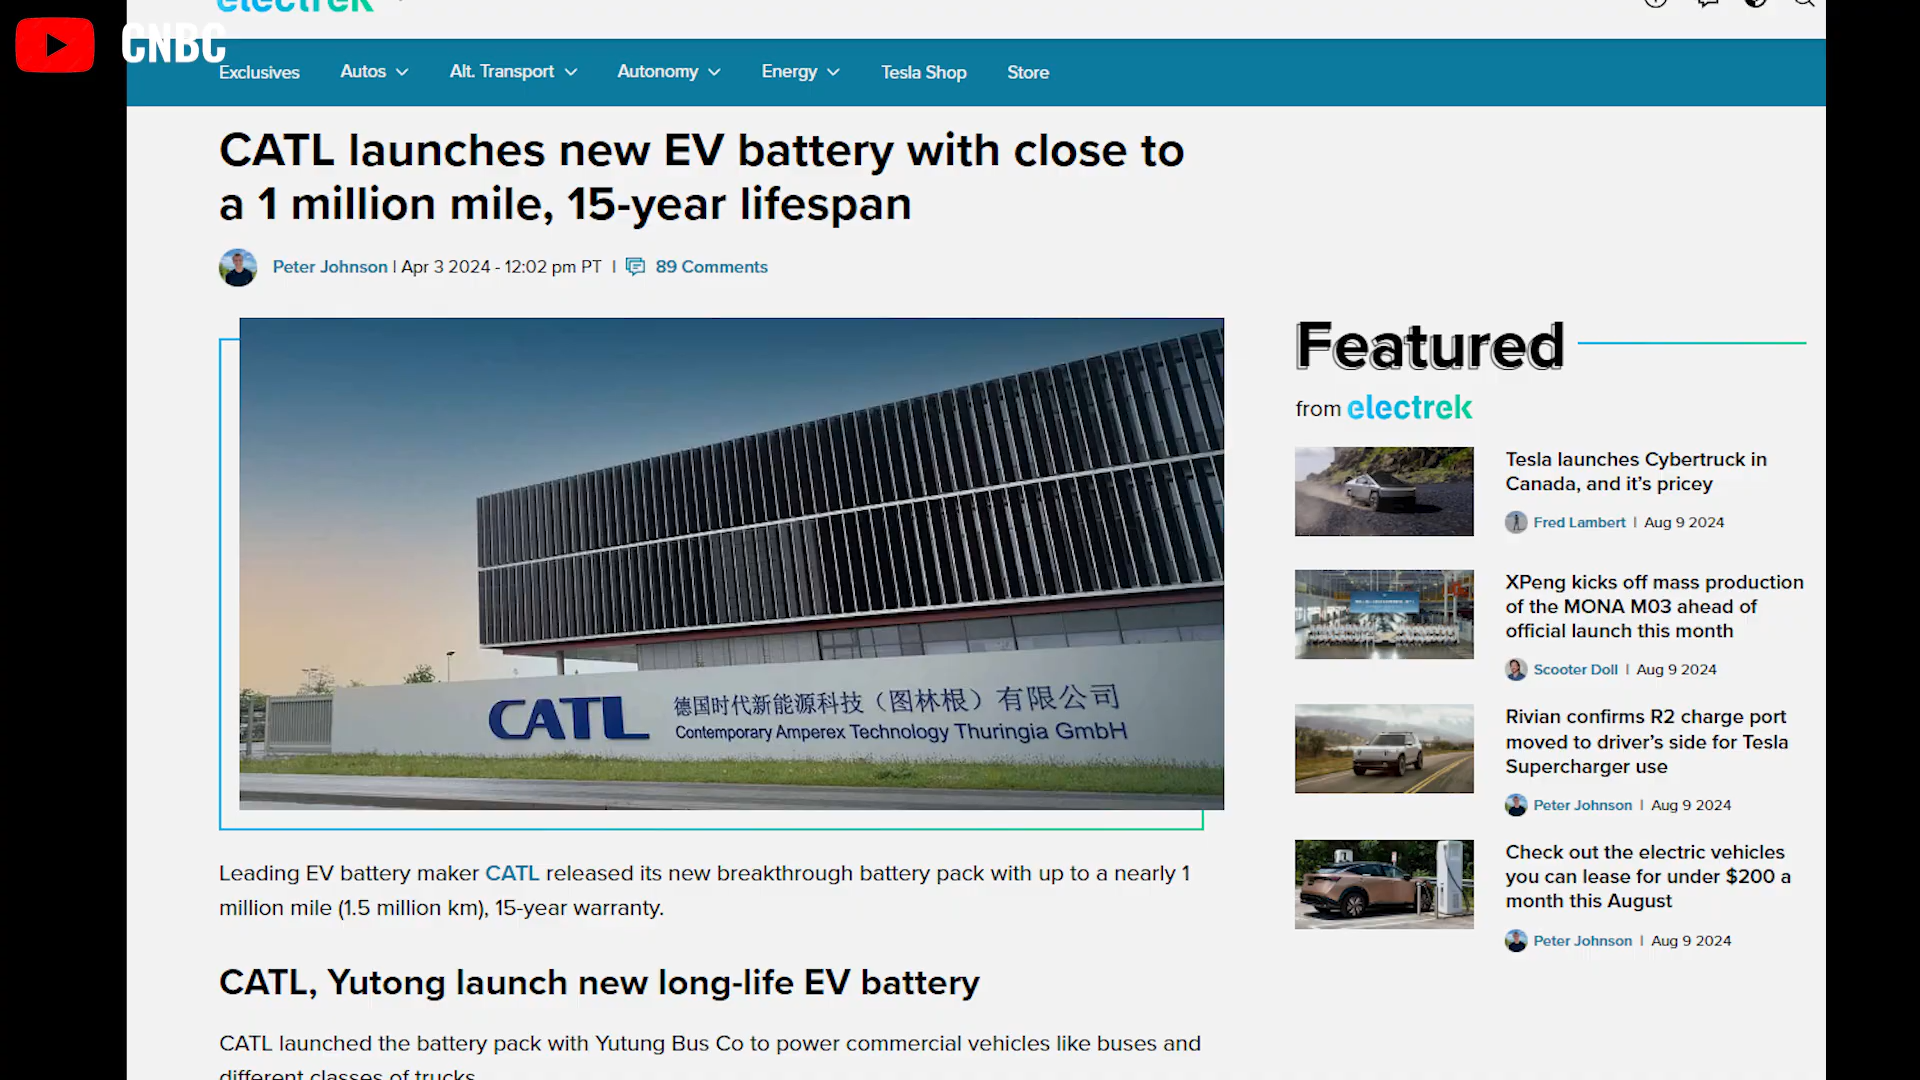 electrek
CNBC
Exclusives
Autos
Alt. Transport
Autonomy
Energy
Tesla Shop
Store
CATL launches new EV battery with close to
a 1 million mile, 15-year lifespan
Peter Johnson | Apr 3 2024 - 12:02 pm PT | 89 Comments
CATL
德国时代新能源科技（图林根）有限公司
Contemporary Amperex Technology Thuringia GmbH
Leading EV battery maker CATL released its new breakthrough battery pack with up to a nearly 1
million mile (1.5 million km), 15-year warranty.
CATL, Yutong launch new long-life EV battery
CATL launched the battery pack with Yutung Bus Co to power commercial vehicles like buses and
different classes of trucks.
Featured
from electrek
Tesla launches Cybertruck in
Canada, and it's pricey
Fred Lambert | Aug 9 2024
XPeng kicks off mass production
of the MONA M03 ahead of
official launch this month
Scooter Doll | Aug 9 2024
Rivian confirms R2 charge port
moved to driver's side for Tesla
Supercharger use
Peter Johnson | Aug 9 2024
Check out the electric vehicles
you can lease for under $200 a
month this August
Peter Johnson | Aug 9 2024